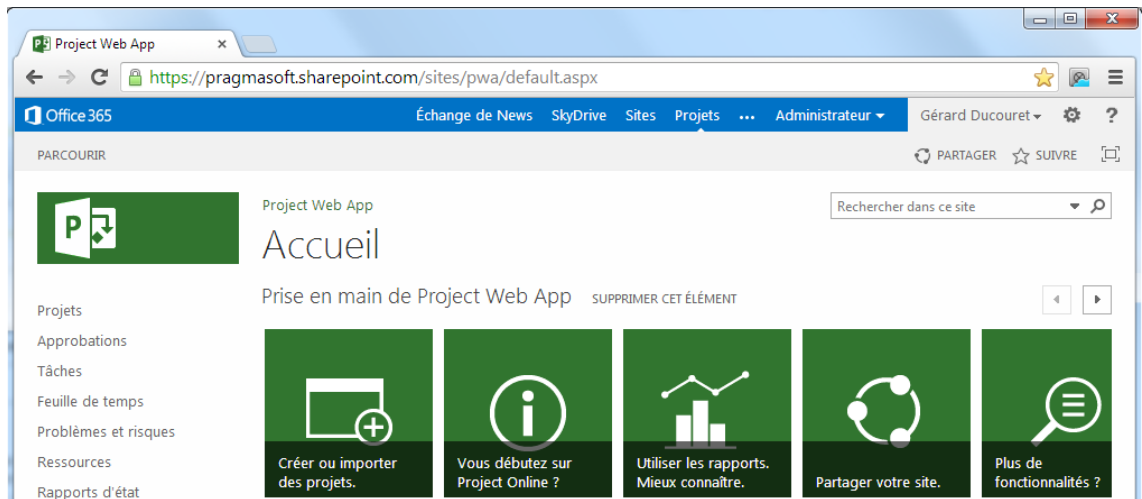 Project Web App
https://pragmasoft.sharepoint.com/sites/pwa/default.aspx
Office 365 Échange de News SkyDrive Sites Projets ... Administrateur Gérard Ducouret ?
PARCOURIR PARTAGER SUIVRE
Project Web App Rechercher dans ce site
Accueil
Prise en main de Project Web App SUPPRIMER CET ÉLÉMENT
Projets
Approbations
Tâches
Feuille de temps
Problèmes et risques
Ressources
Rapports d'état
Créer ou importer
des projets.
Vous débutez sur
Project Online ?
Utiliser les rapports.
Mieux connaître.
Partager votre site.
Plus de
fonctionnalités ?